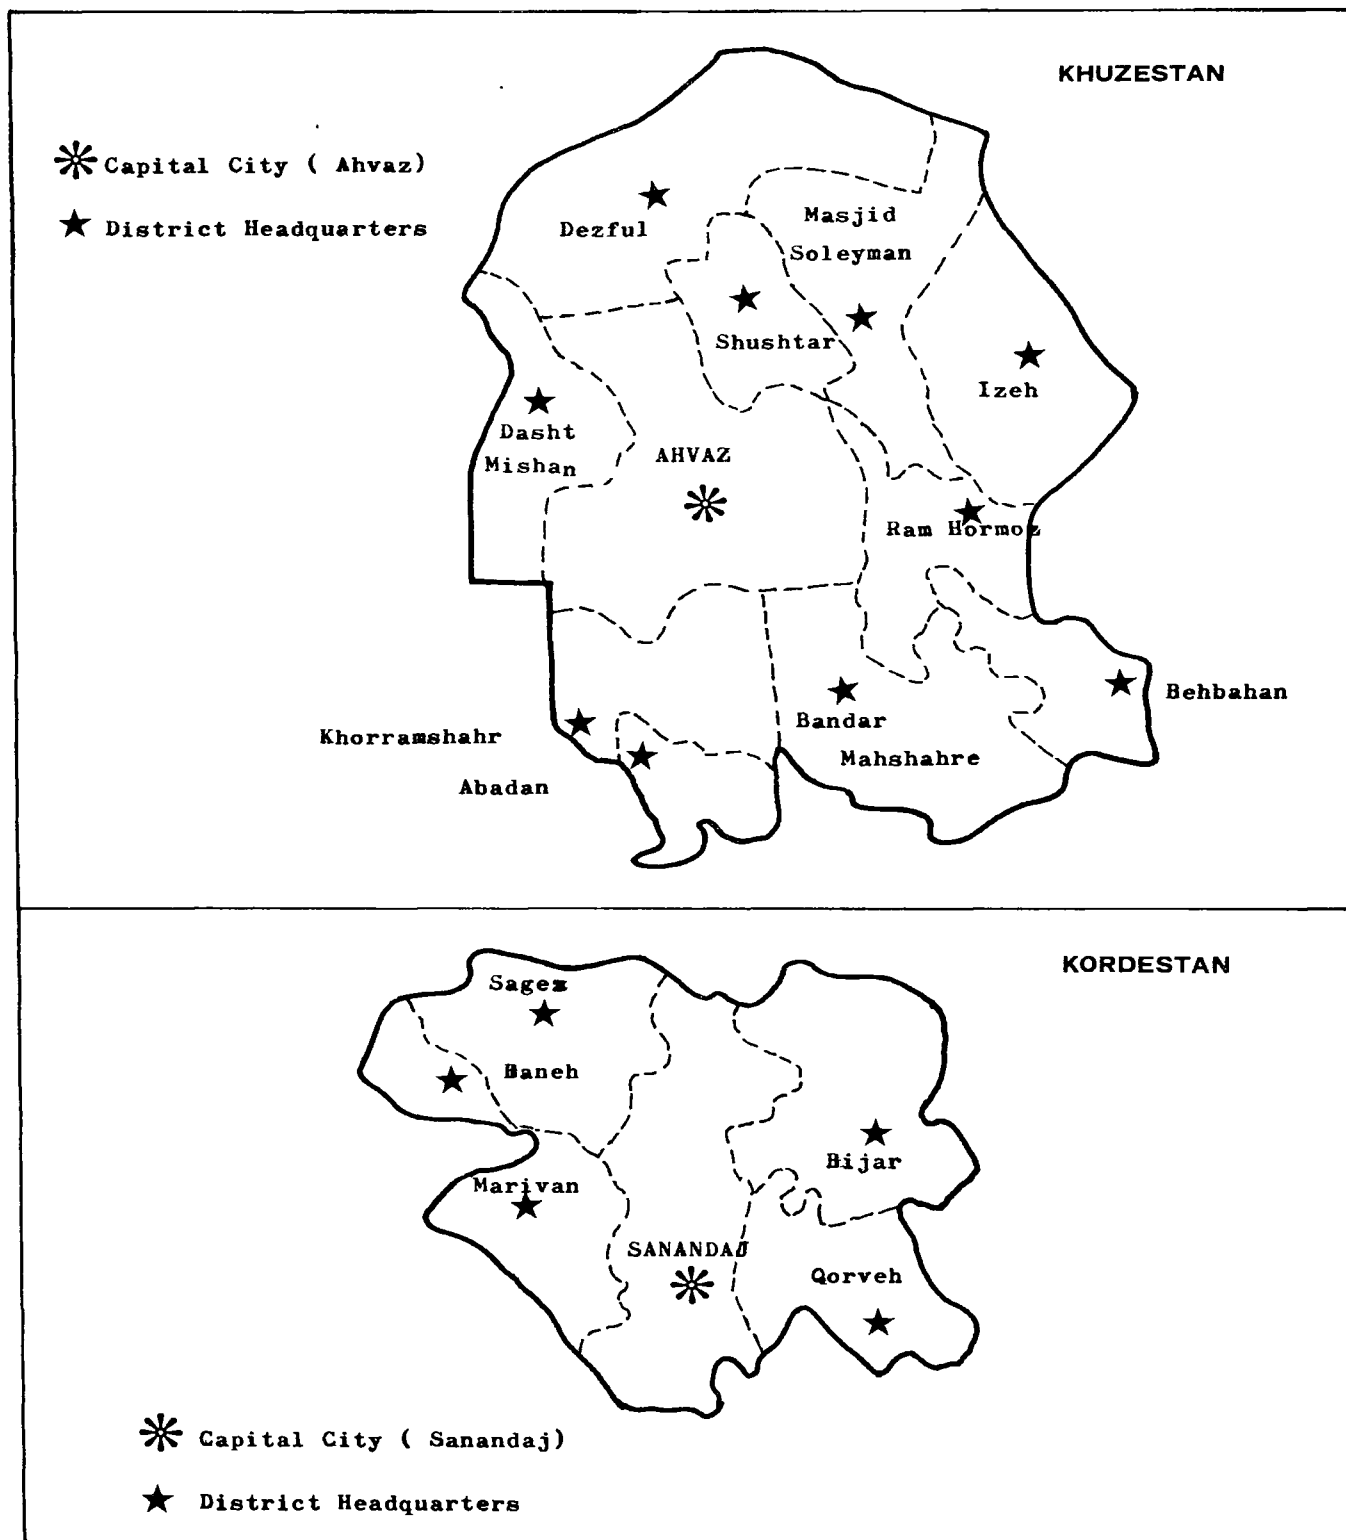 KHUZESTAN
Capital City ( Ahvaz)
District Headquarters
Dezful
Masjid
Soleyman
Shushtar
Izeh
Dasht
Mishan
AHVAZ
Ram Hormoz
Behbahan
Bandar
Mahshahre
Khorramshahr
Abadan
KORDESTAN
Sagez
Baneh
Bijar
Marivan
SANANDAJ
Qorveh
Capital City ( Sanandaj)
District Headquarters